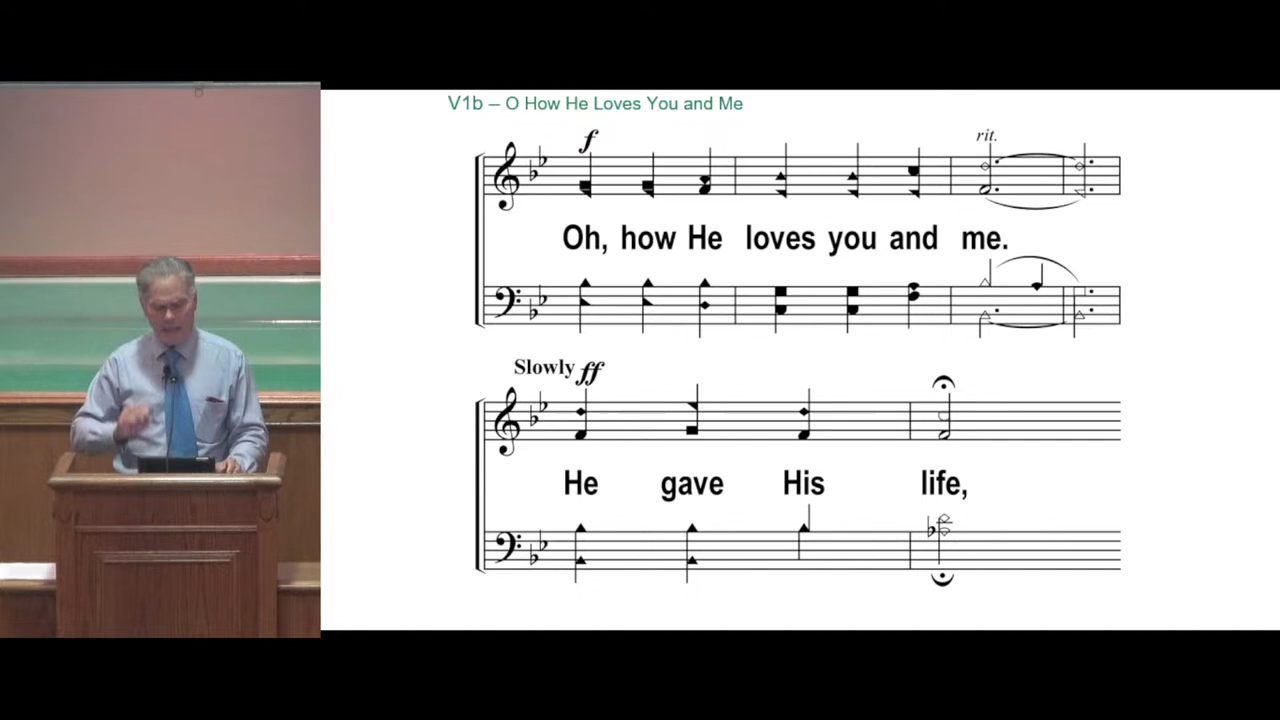 V1b – O How He Loves You and Me
f
rit.
Oh, how He loves you and me.
Slowly ff
He gave His life,